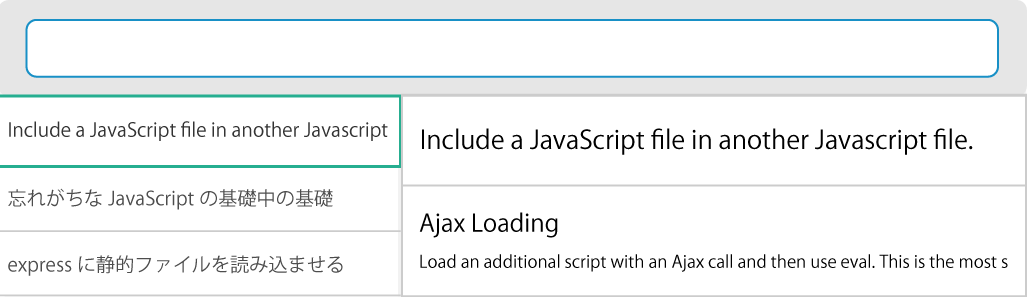 Include a JavaScript file in another Javascript
忘れがちな JavaScript の基礎中の基礎
express に静的ファイルを読み込ませる
Include a JavaScript file in another Javascript file.
Ajax Loading
Load an additional script with an Ajax call and then use eval. This is the most s